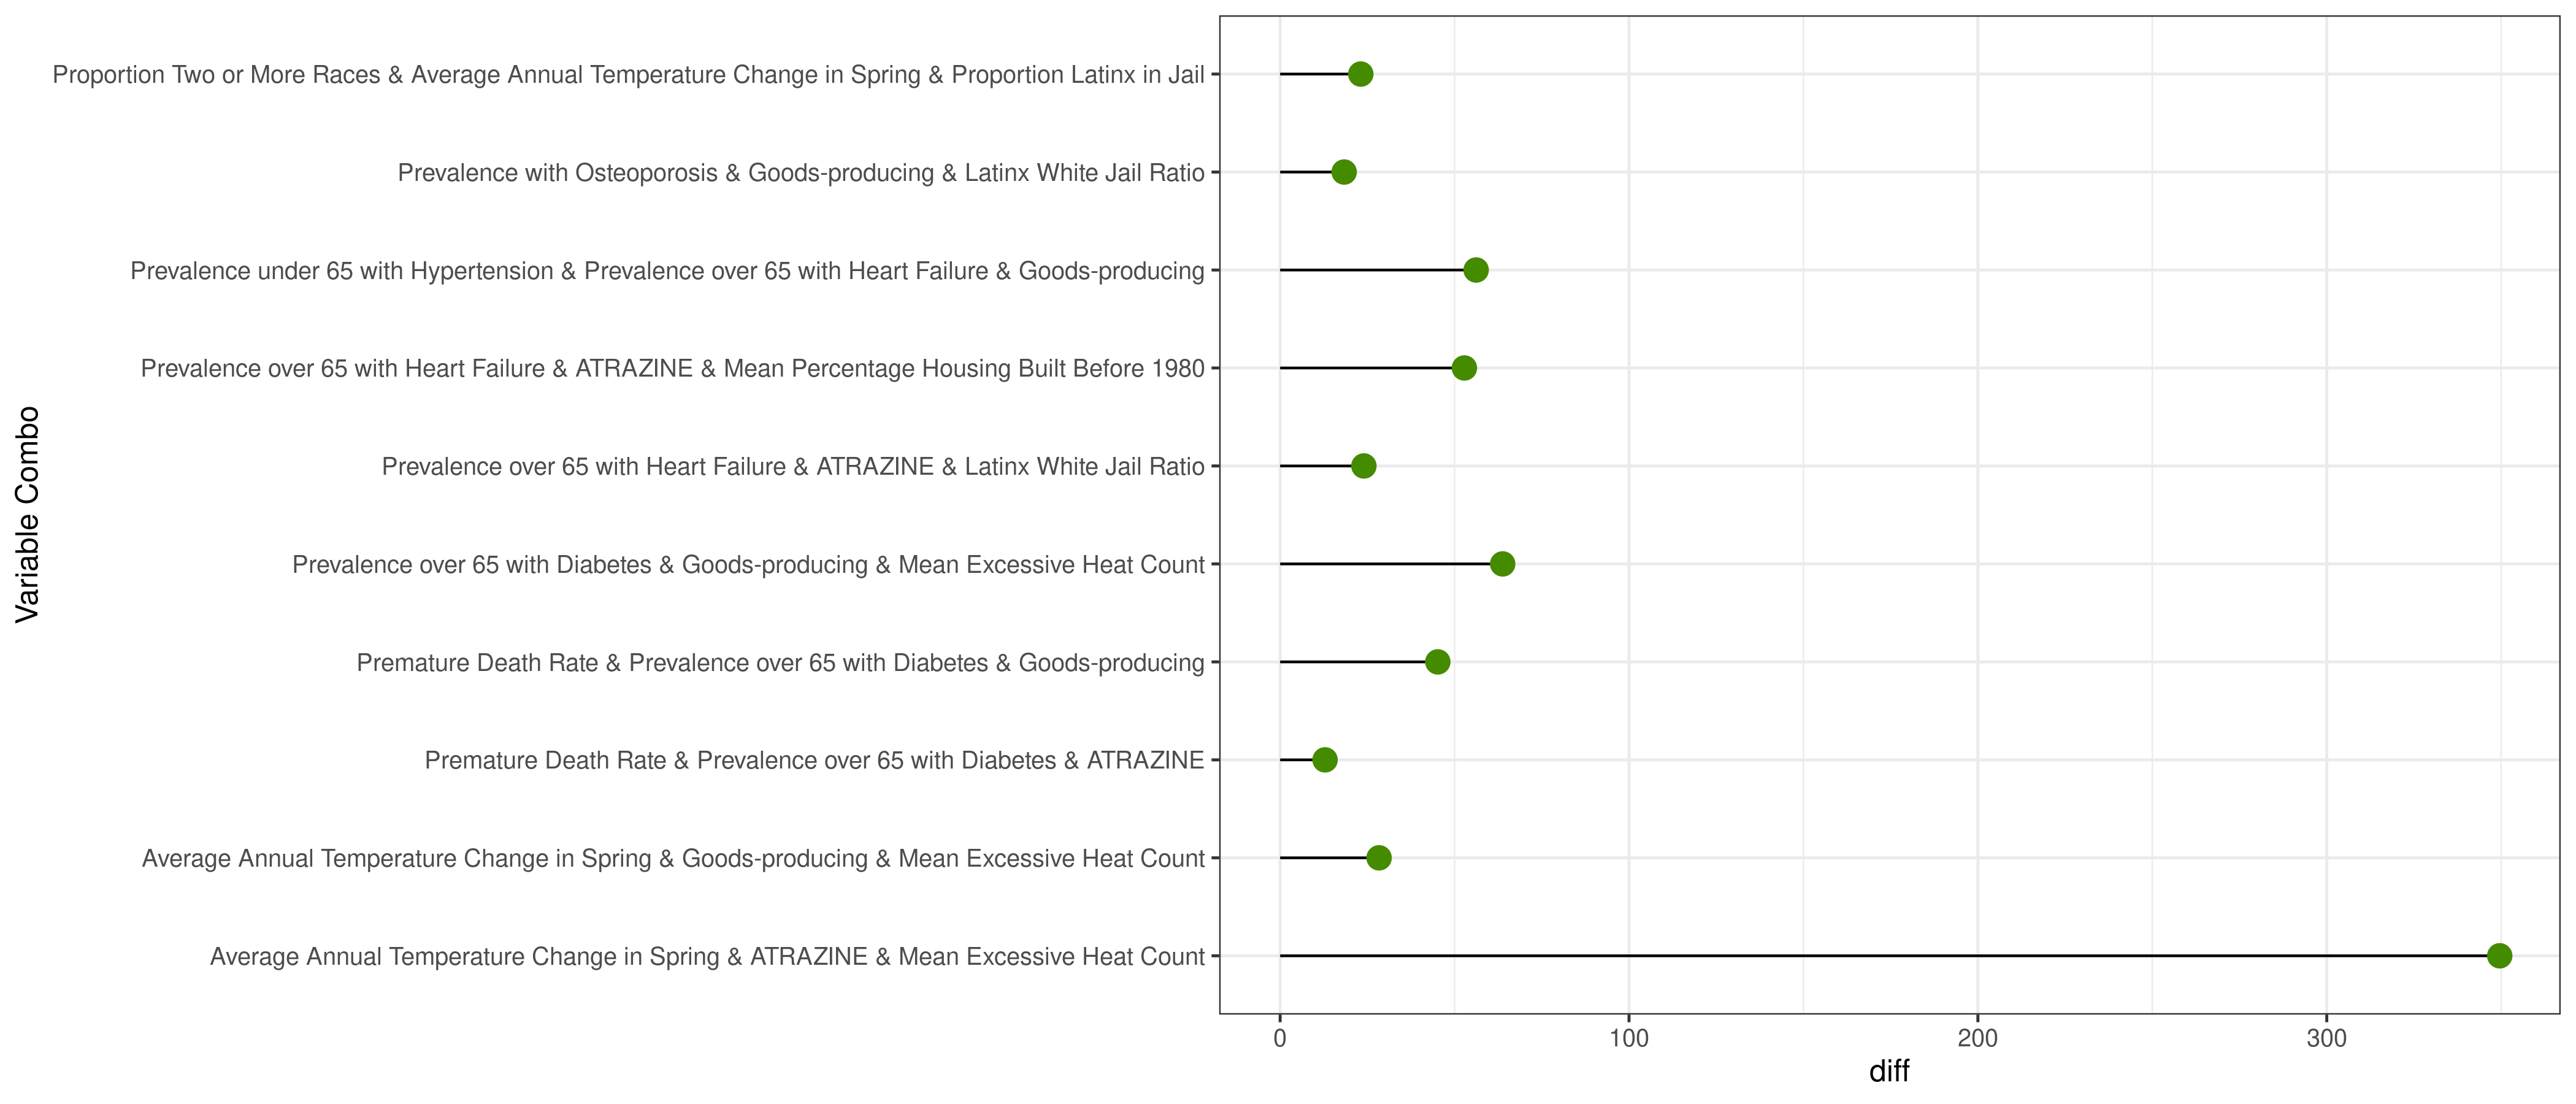 Proportion Two or More Races & Average Annual Temperature Change in Spring & Proportion Latinx in Jail
Prevalence with Osteoporosis & Goods-producing & Latinx White Jail Ratio
Prevalence under 65 with Hypertension & Prevalence over 65 with Heart Failure & Goods-producing
Prevalence over 65 with Heart Failure & ATRAZINE & Mean Percentage Housing Built Before 1980
Prevalence over 65 with Heart Failure & ATRAZINE & Latinx White Jail Ratio
Prevalence over 65 with Diabetes & Goods-producing & Mean Excessive Heat Count
Premature Death Rate & Prevalence over 65 with Diabetes & Goods-producing
Premature Death Rate & Prevalence over 65 with Diabetes & ATRAZINE
Average Annual Temperature Change in Spring & Goods-producing & Mean Excessive Heat Count
Average Annual Temperature Change in Spring & ATRAZINE & Mean Excessive Heat Count
Variable Combo
0 100 200 300
diff